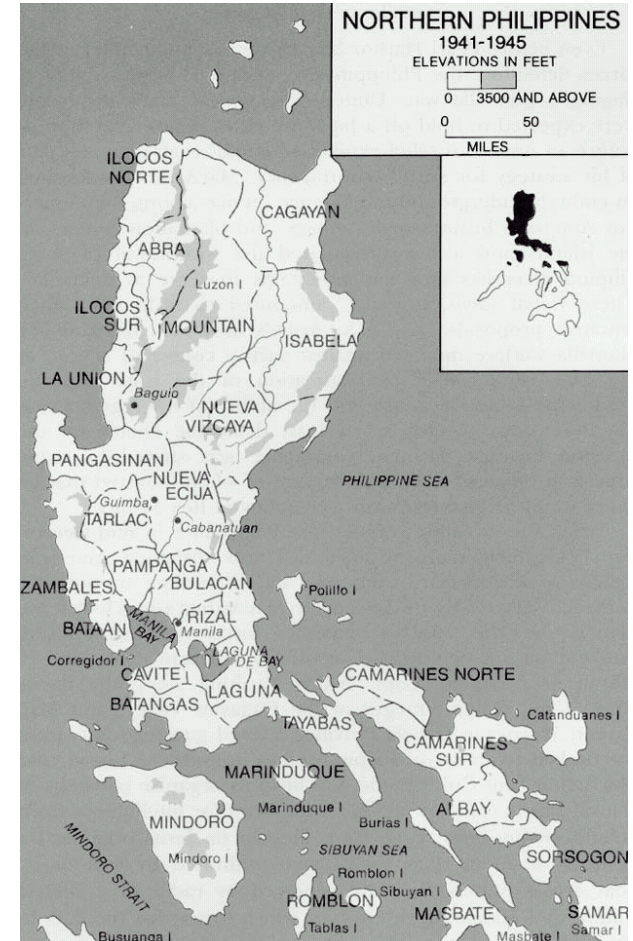 NORTHERN PHILIPPINES
1941-1945
ELEVATIONS IN FEET
0 3500 AND ABOVE
0 50
MILES
ILOCOS
NORTE
CAGAYAN
ABRA
Luzon I
ILOCOS
SUR
MOUNTAIN
ISABELA
LA UNION
Baguio
NUEVA
VIZCAYA
PANGASINAN
PHILIPPINE SEA
NUEVA
ECIJA
Guimba
TARLAC
Cabanatuan
PAMPANGA
BULACAN
ZAMBALES
Polillo I
RIZAL
MANILA
BAY
Manila
BATAAN
LAGUNA
DE BAY
Corregidor I
CAVITE
LAGUNA
CAMARINES NORTE
BATANGAS
TAYABAS
Catanduanes I
CAMARINES
SUR
MARINDUQUE
Marinduque I
ALBAY
Burias I
MINDORO
SIBUYAN SEA
Mindoro I
SORSOGON
MINDORO STRAIT
Romblon I
Sibuyan I
ROMBLON
MASBATE
SAMAR
Tablas I
Samar I
Masbate I
Busuanga I